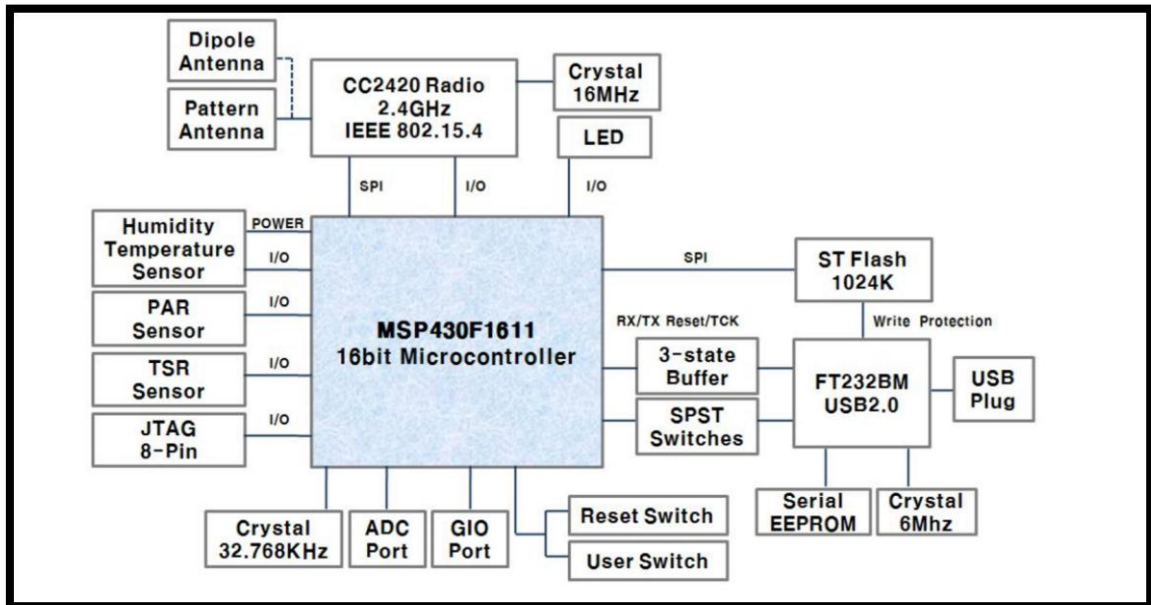 Dipole
Antenna
Pattern
Antenna
CC2420 Radio
2.4GHz
IEEE 802.15.4
Crystal
16MHz
LED
SPI
I/O
I/O
Humidity
Temperature
Sensor
POWER
I/O
PAR
Sensor
I/O
TSR
Sensor
I/O
JTAG
8-Pin
I/O
MSP430F1611
16bit Microcontroller
SPI
ST Flash
1024K
RX/TX Reset/TCK
Write Protection
3-state
Buffer
SPST
Switches
FT232BM
USB2.0
USB
Plug
Serial
EEPROM
Crystal
6Mhz
Crystal
32.768KHz
ADC
Port
GIO
Port
Reset Switch
User Switch